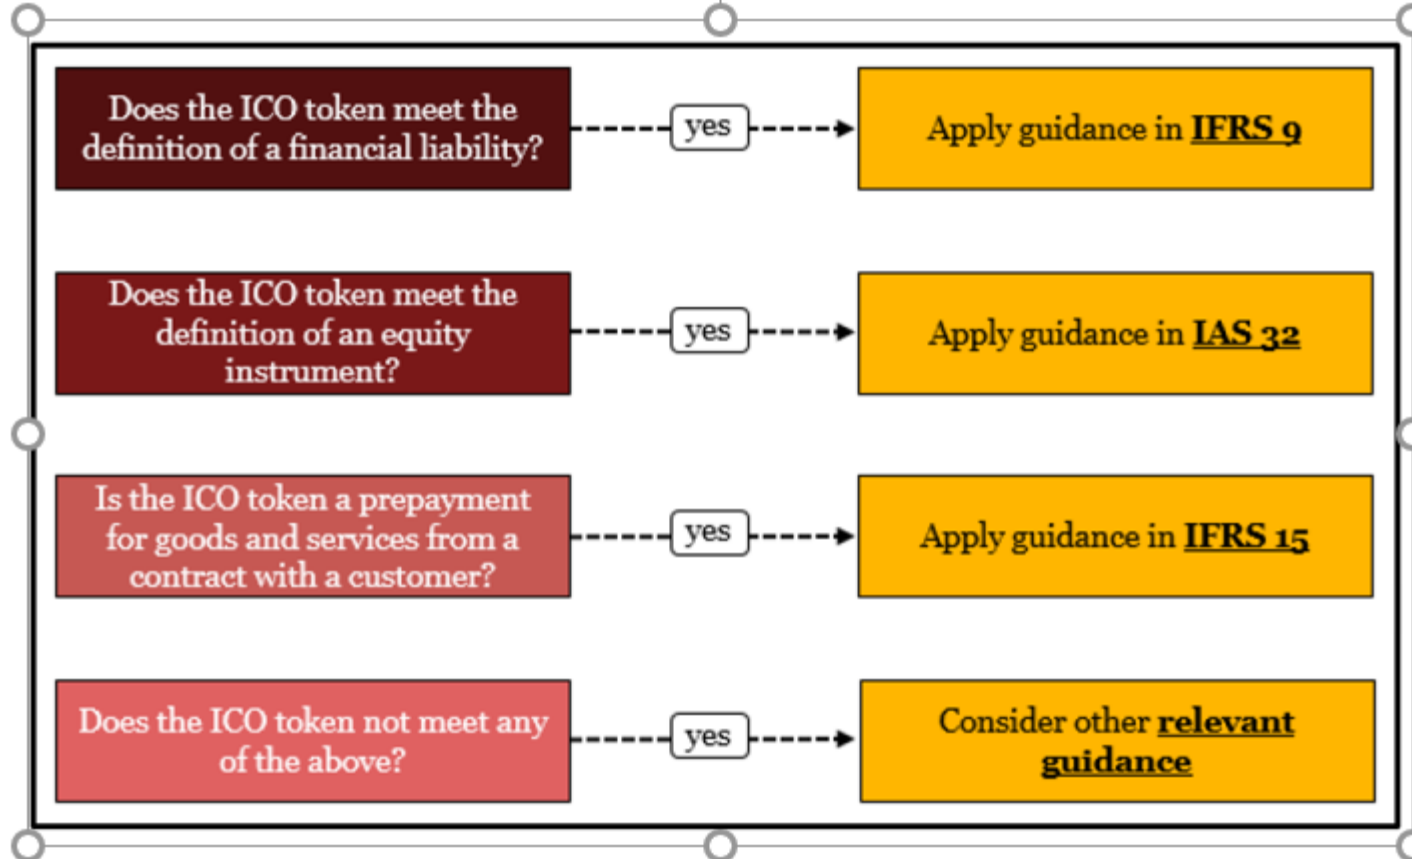 Does the ICO token meet the
definition of a financial liability?
yes
Apply guidance in IFRS 9
Does the ICO token meet the
definition of an equity
instrument?
yes
Apply guidance in IAS 32
Is the ICO token a prepayment
for goods and services from a
contract with a customer?
yes
Apply guidance in IFRS 15
Does the ICO token not meet any
of the above?
yes
Consider other relevant
guidance